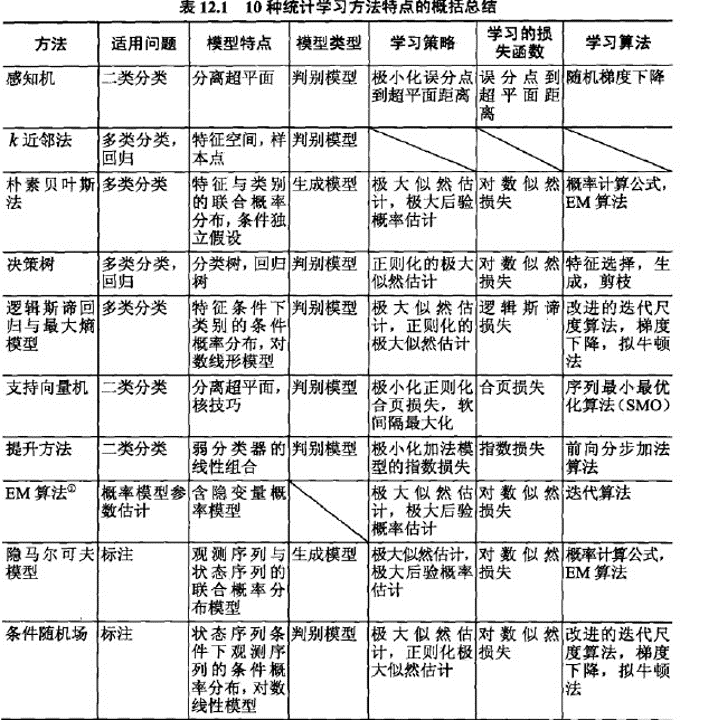 表 12.1 10 种统计学习方法特点的概括总结
方法 适用问题 模型特点 模型类型 学习策略 学习的损失函数 学习算法
感知机 二类分类 分离超平面 判别模型 极小化误分点到超平面距离 误分点到超平面距离 随机梯度下降
k 近邻法 多类分类，回归 特征空间，样本点 判别模型
朴素贝叶斯法 多类分类 特征与类别的联合概率分布，条件独立假设 生成模型 极大似然估计，极大后验概率估计 对数似然损失 概率计算公式，EM 算法
决策树 多类分类，回归 分类树，回归树 判别模型 正则化的极大似然估计 对数似然损失 特征选择，生成，剪枝
逻辑斯谛回归与最大熵模型 多类分类 特征条件下类别的条件概率分布，对数线形模型 判别模型 极大似然估计，正则化的极大似然估计 逻辑斯谛损失 改进的迭代尺度算法，梯度下降，拟牛顿法
支持向量机 二类分类 分离超平面，核技巧 判别模型 极小化正则化合页损失，软间隔最大化 合页损失 序列最小最优化算法（SMO）
提升方法 二类分类 弱分类器的线性组合 判别模型 极小化加法模型的指数损失 指数损失 前向分步加法算法
EM 算法① 概率模型参数估计 含隐变量概率模型 极大似然估计，极大后验概率估计 对数似然损失 迭代算法
隐马尔可夫模型 标注 观测序列与状态序列的联合概率分布模型 生成模型 极大似然估计，极大后验概率估计 对数似然损失 概率计算公式，EM 算法
条件随机场 标注 状态序列条件下观测序列的条件概率分布，对数线性模型 判别模型 极大似然估计，正则化极大似然估计 对数似然损失 改进的迭代尺度算法，梯度下降，拟牛顿法